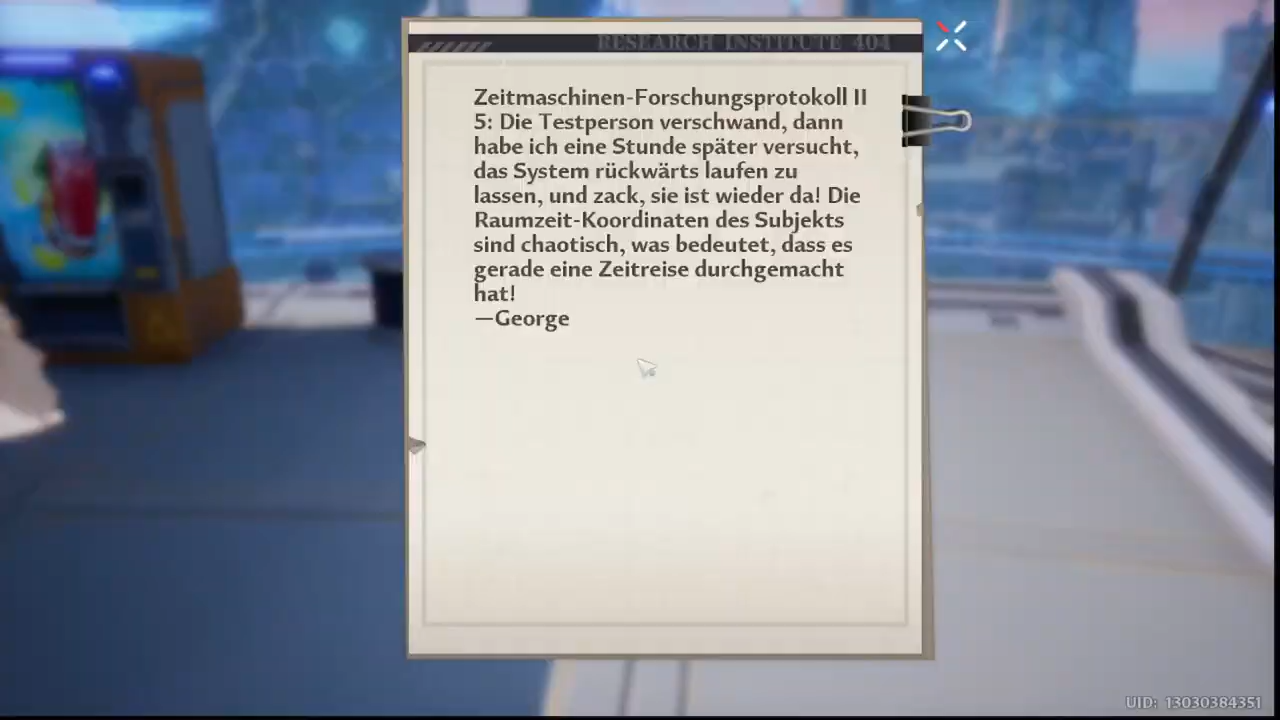 RESEARCH INSTITUTE 404
Zeitmaschinen-Forschungsprotokoll II
5: Die Testperson verschwand, dann
habe ich eine Stunde später versucht,
das System rückwärts laufen zu
lassen, und zack, sie ist wieder da! Die
Raumzeit-Koordinaten des Subjekts
sind chaotisch, was bedeutet, dass es
gerade eine Zeitreise durchgemacht
hat!
—George
UID: 13030384351